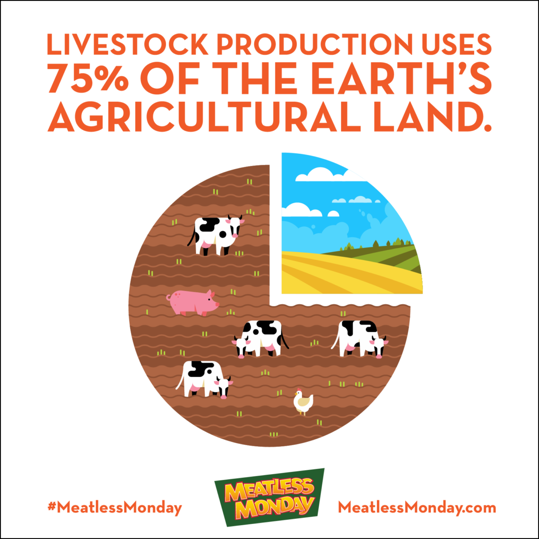 LIVESTOCK PRODUCTION USES
75% OF THE EARTH'S
AGRICULTURAL LAND.
MEATLESS
MONDAY
#MeatlessMonday
MeatlessMonday.com